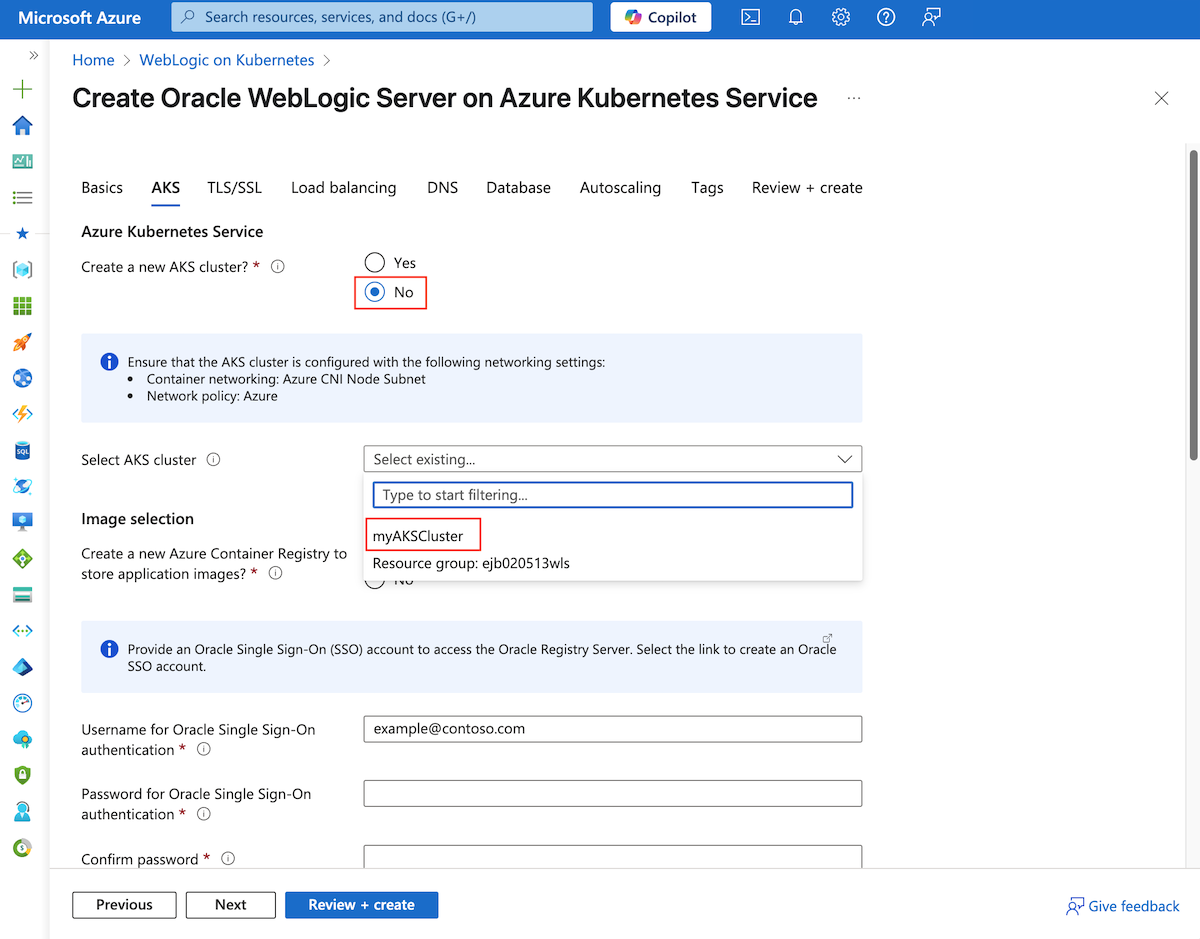 Microsoft Azure
Search resources, services, and docs (G+/)
Copilot
Home > WebLogic on Kubernetes >
Create Oracle WebLogic Server on Azure Kubernetes Service ...
Basics AKS TLS/SSL Load balancing DNS Database Autoscaling Tags Review + create
Azure Kubernetes Service
Create a new AKS cluster? *
Yes
No
Ensure that the AKS cluster is configured with the following networking settings:
• Container networking: Azure CNI Node Subnet
• Network policy: Azure
Select AKS cluster
Select existing...
Type to start filtering...
myAKSCluster
Resource group: ejb020513wls
Image selection
Create a new Azure Container Registry to
store application images? *
No
Provide an Oracle Single Sign-On (SSO) account to access the Oracle Registry Server. Select the link to create an Oracle
SSO account.
Username for Oracle Single Sign-On
authentication *
example@contoso.com
Password for Oracle Single Sign-On
authentication *
Confirm password *
Previous Next Review + create
Give feedback